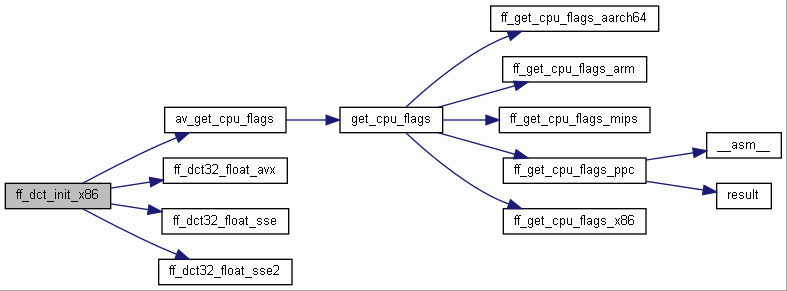 ff_dct_init_x86
av_get_cpu_flags
ff_dct32_float_avx
ff_dct32_float_sse
ff_dct32_float_sse2
get_cpu_flags
ff_get_cpu_flags_aarch64
ff_get_cpu_flags_arm
ff_get_cpu_flags_mips
ff_get_cpu_flags_ppc
ff_get_cpu_flags_x86
__asm__
result